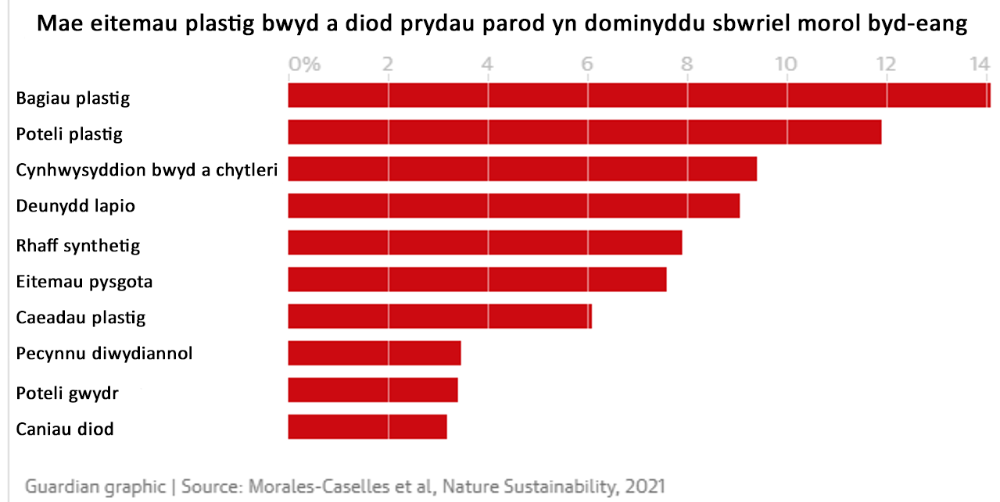 Mae eitemau plastig bwyd a diod prydau parod yn dominyddu sbwriel morol byd-eang
0% 2 4 6 8 10 12 14
Bagiau plastig
Poteli plastig
Cynhwysyddion bwyd a chytleri
Deunydd lapio
Rhaff synthetig
Eitemau pysgota
Caeadau plastig
Pecynnu diwydiannol
Poteli gwydr
Caniau diod
Guardian graphic | Source: Morales-Caselles et al, Nature Sustainability, 2021